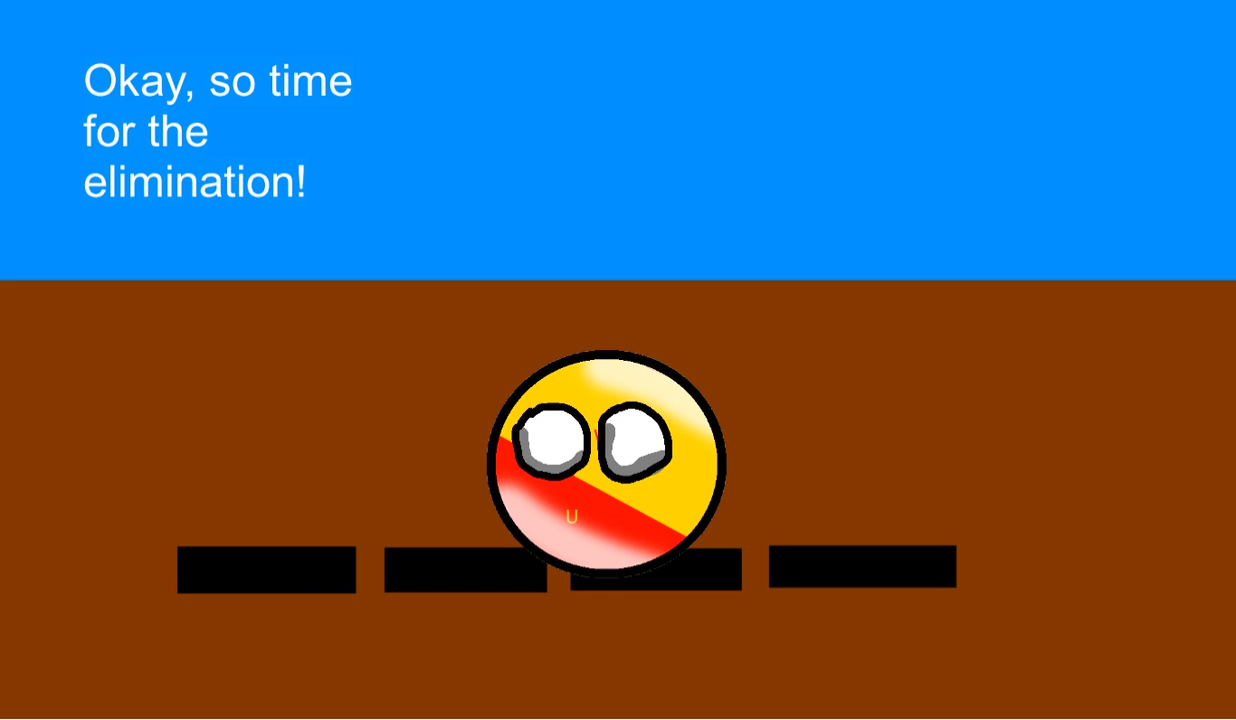 Okay, so time
for the
elimination!
U